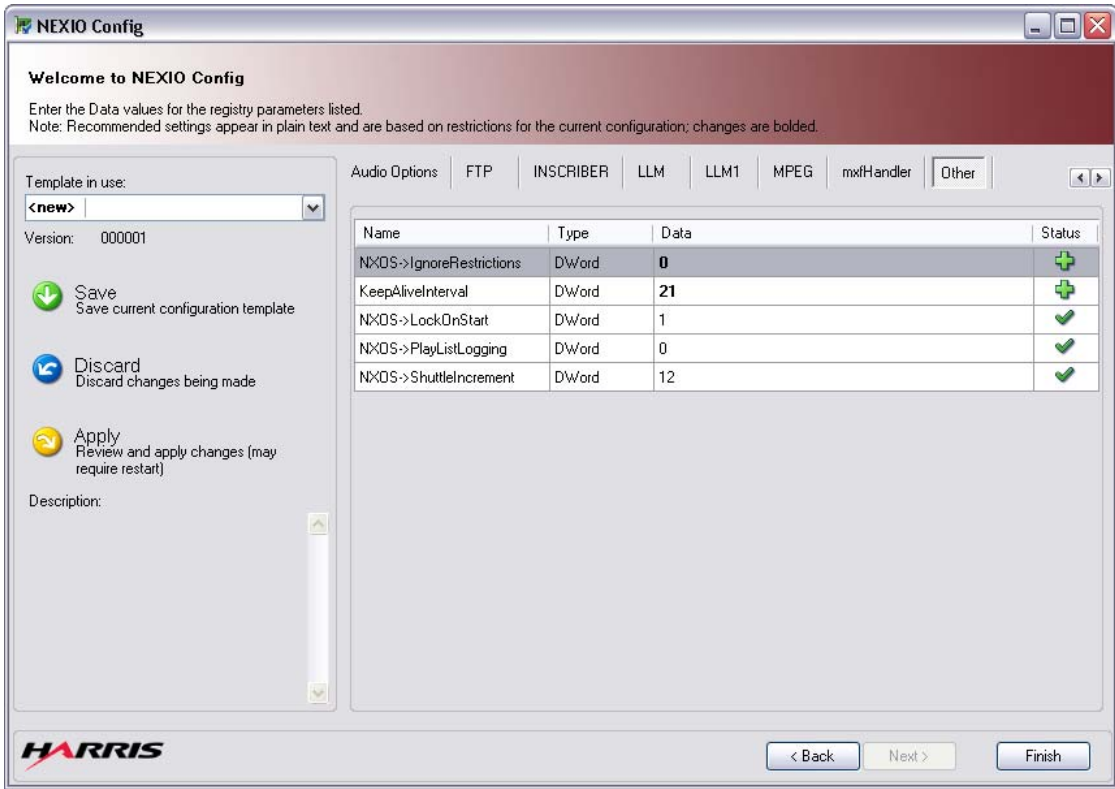 NEXIO Config
Welcome to NEXIO Config
Enter the Data values for the registry parameters listed.
Note: Recommended settings appear in plain text and are based on restrictions for the current configuration; changes are bolded.
Template in use:
<new>
Version: 000001
Save
Save current configuration template
Discard
Discard changes being made
Apply
Review and apply changes (may
require restart)
Description:
Audio Options FTP INSCRIBER LLM LLM1 MPEG mxfHandler Other
Name Type Data Status
NXOS->IgnoreRestrictions DWord 0
KeepAliveInterval DWord 21
NXOS->LockOnStart DWord 1
NXOS->PlayListLogging DWord 0
NXOS->ShuttleIncrement DWord 12
HARRIS
< Back Next > Finish